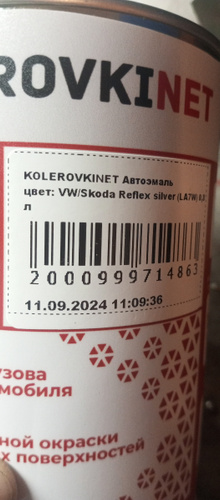 ROVKINET
KOLEROVKINET Автоэмаль
цвет: VW/Skoda Reflex silver (LA7W)
л
2000999714863
11.09.2024 11:09:36
узова
мобиля
ной окраски
х поверхностей